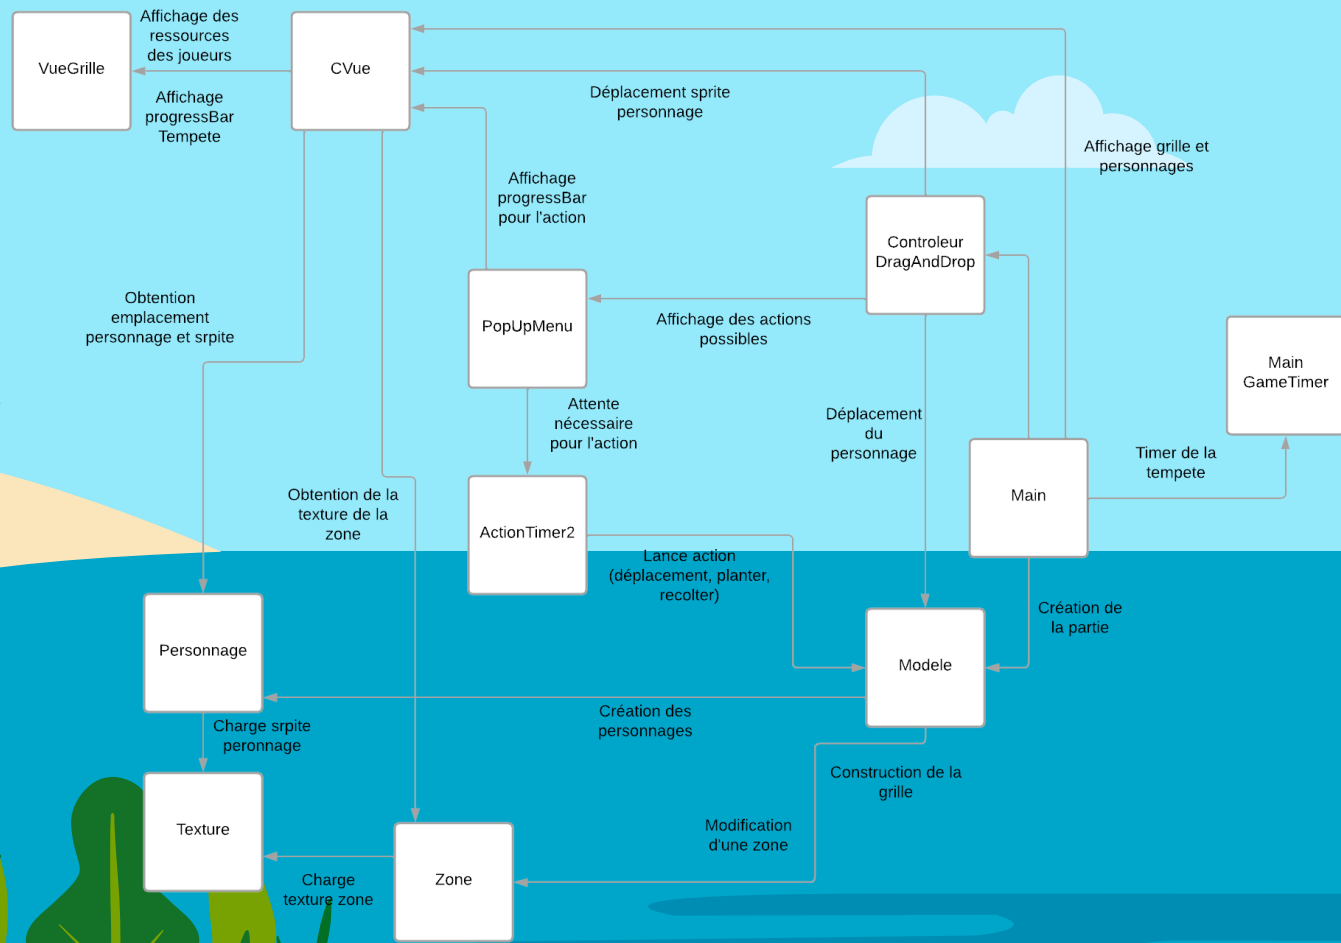 VueGrille
Affichage des
ressources
des joueurs
Affichage
progressBar
Tempete
CVue
Déplacement sprite
personnage
Affichage grille et
personnages
Affichage
progressBar
pour l'action
Controleur
DragAndDrop
Obtention
emplacement
personnage et srpite
PopUpMenu
Affichage des actions
possibles
Main
GameTimer
Attente
nécessaire
pour l'action
Déplacement
du
personnage
Timer de la
tempete
Main
Obtention de la
texture de la
zone
ActionTimer2
Lance action
(déplacement, planter,
recolter)
Création de
la partie
Personnage
Modele
Création des
personnages
Charge srpite
peronnage
Construction de la
grille
Modification
d'une zone
Texture
Charge
texture zone
Zone